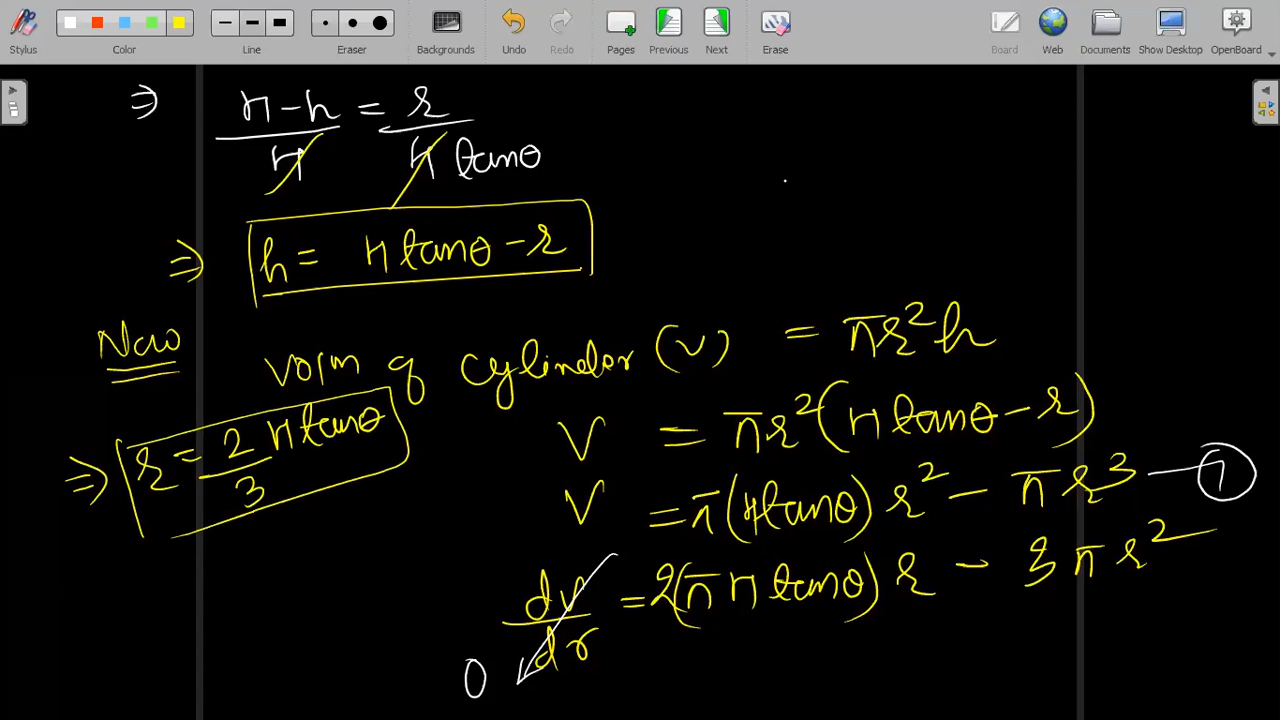 Stylus Color Line Eraser Backgrounds Undo Redo Pages Previous Next Erase Board Web Documents Show Desktop OpenBoard
⇒ (H-h)/H = r/(H tanθ)
⇒ h = H tanθ - r
Now Volm of cylinder (V) = πr²h
V = πr²(H tanθ - r)
⇒ r = 2/3 H tanθ
V = π(H tanθ) r² - πr³ — 1
dv/dr = 2(π H tanθ) r - 3πr²
0